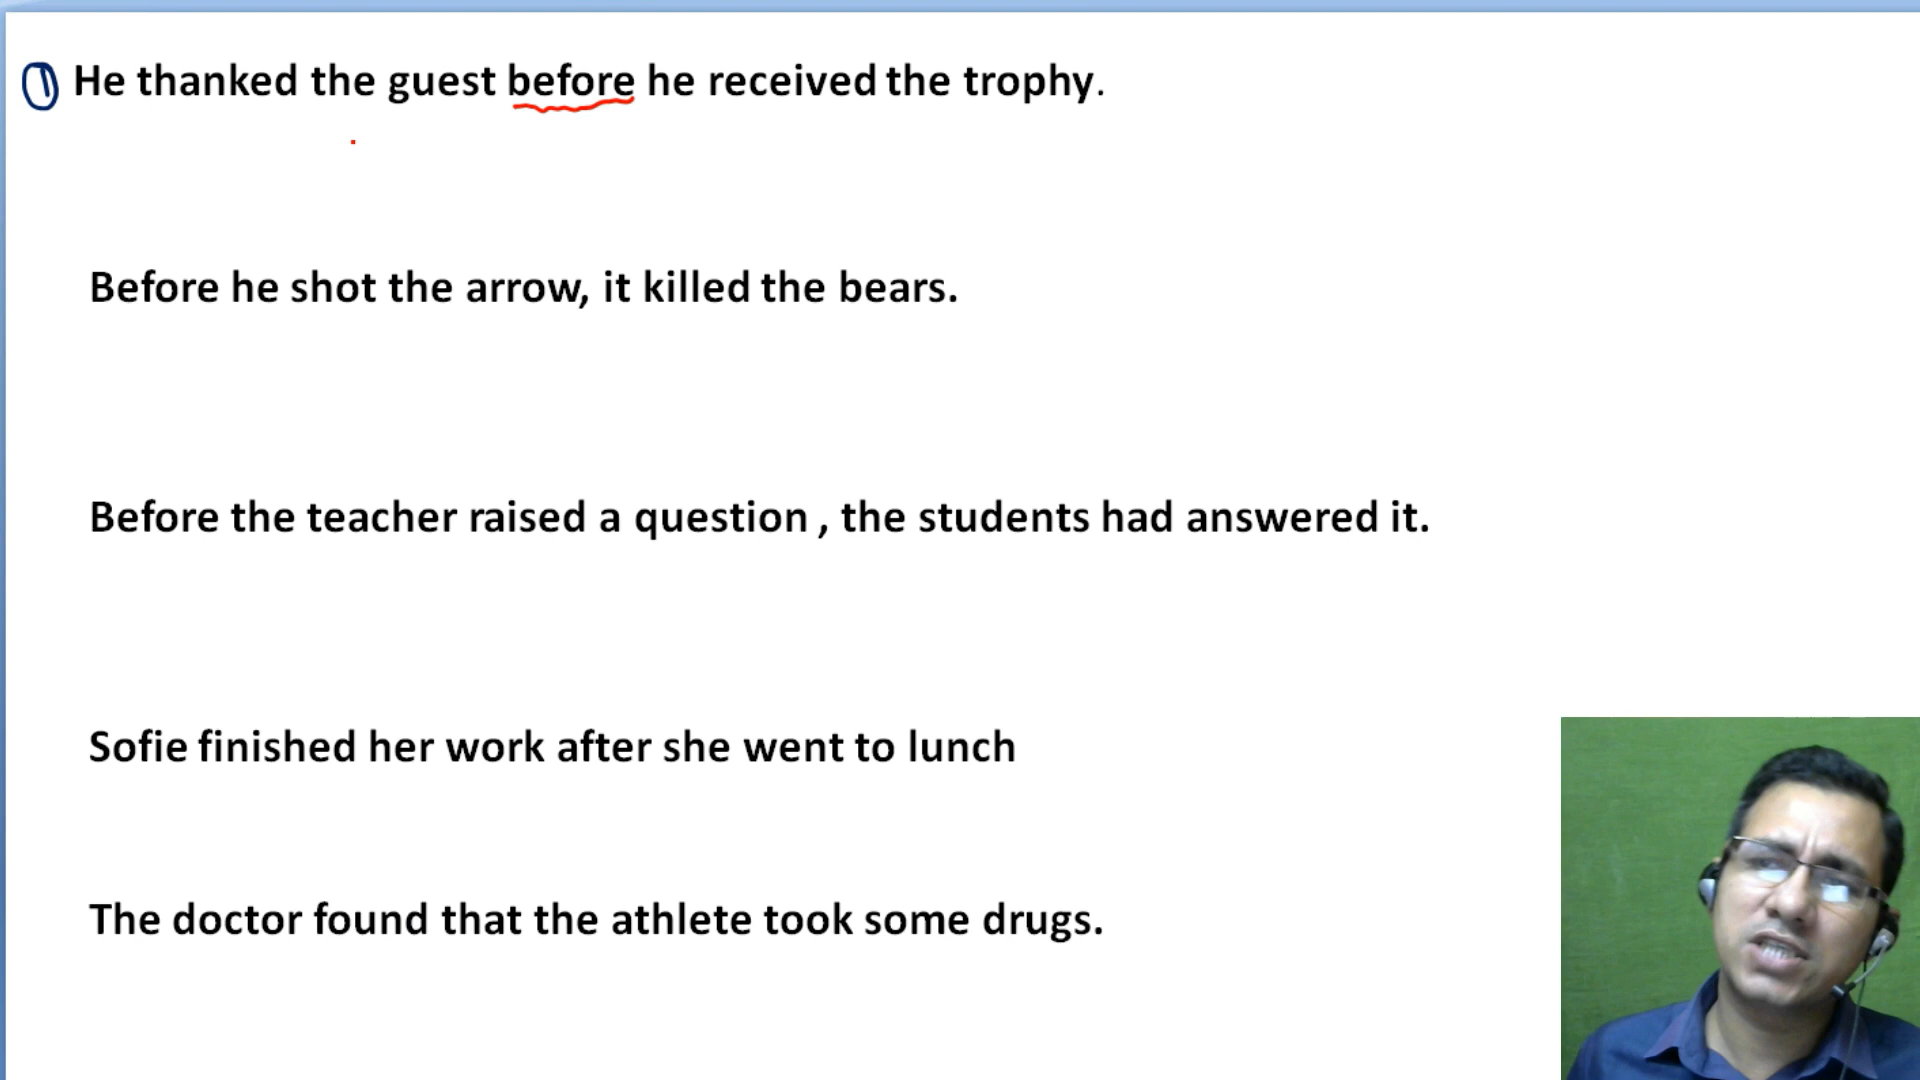 ① He thanked the guest before he received the trophy.
Before he shot the arrow, it killed the bears.
Before the teacher raised a question , the students had answered it.
Sofie finished her work after she went to lunch
The doctor found that the athlete took some drugs.